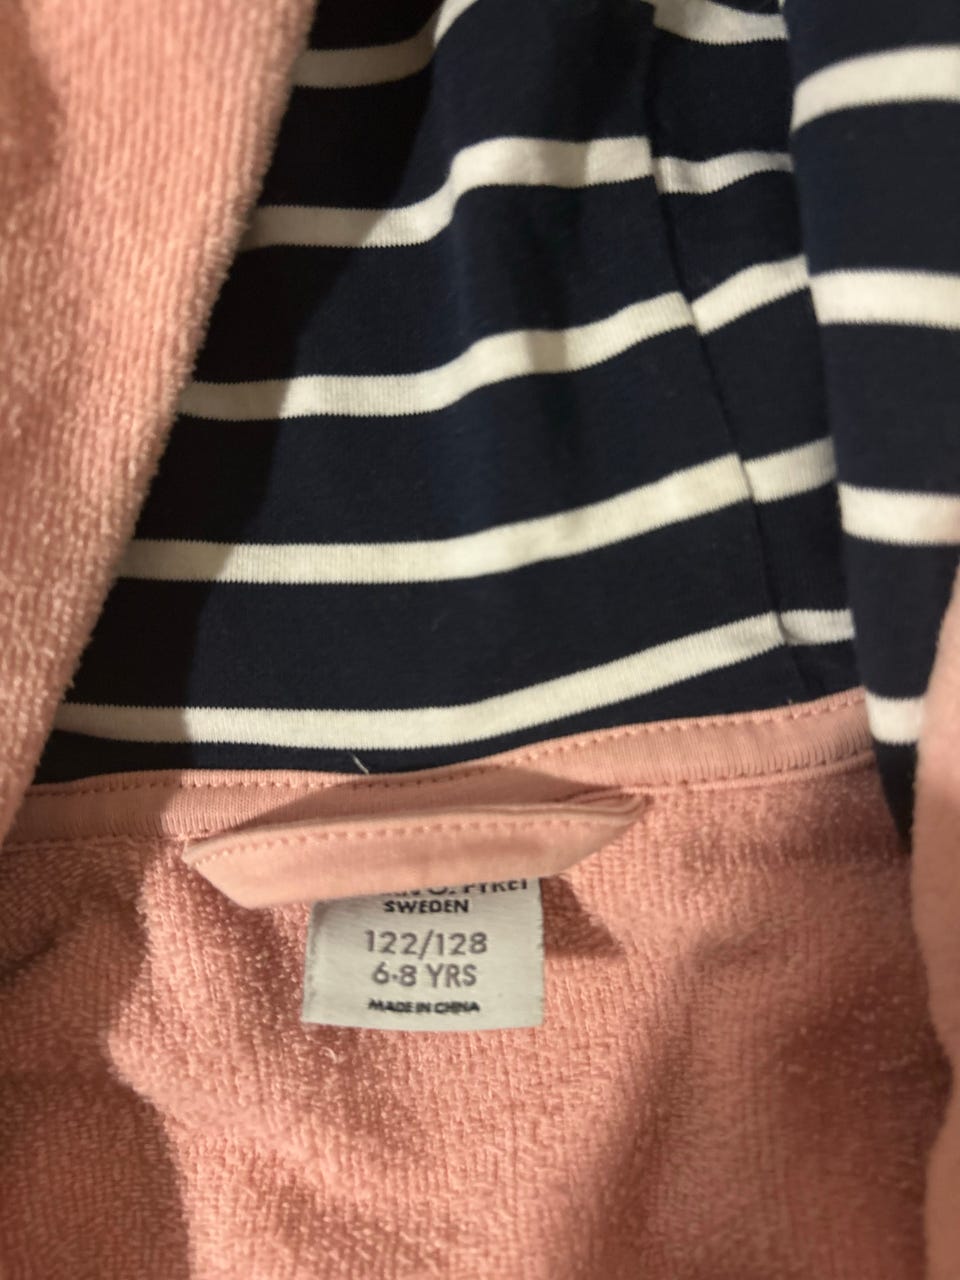 SWEDEN
122/128
6-8 YRS
MADE IN CHINA